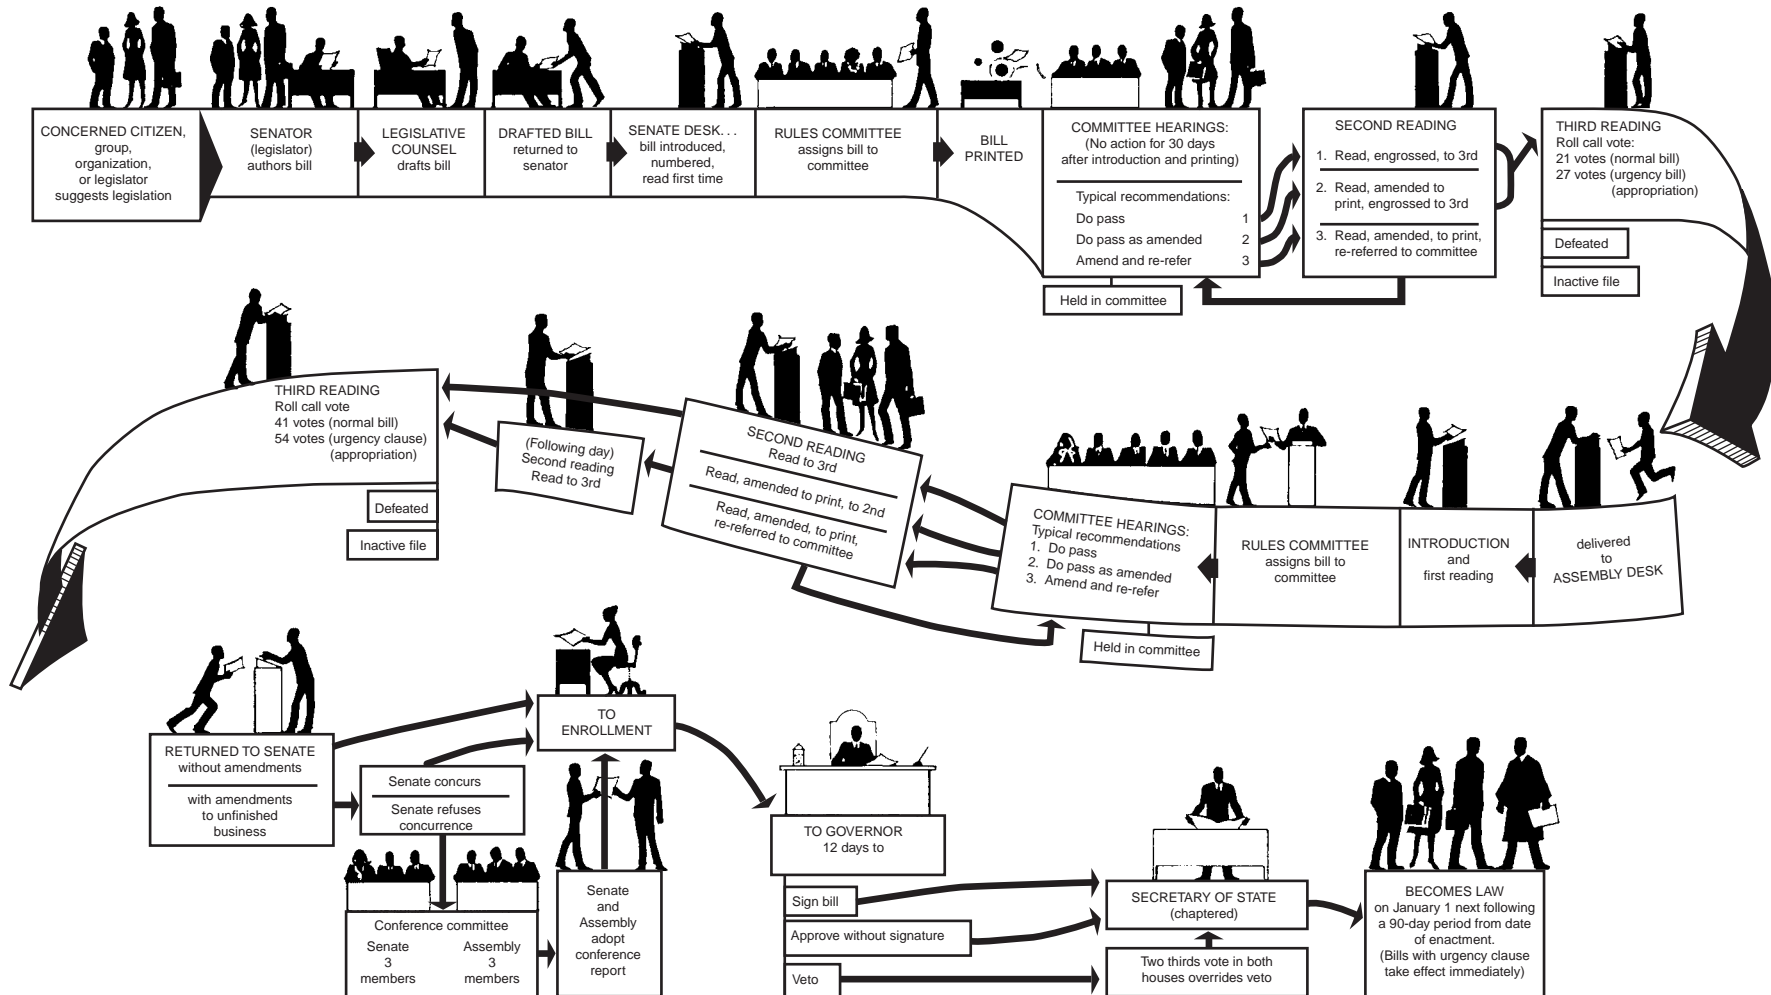 CONCERNED CITIZEN,
group,
organization,
or legislator
suggests legislation
SENATOR
(legislator)
authors bill
LEGISLATIVE
COUNSEL
drafts bill
DRAFTED BILL
returned to
senator
SENATE DESK. . .
bill introduced,
numbered,
read first time
RULES COMMITTEE
assigns bill to
committee
BILL
PRINTED
COMMITTEE HEARINGS:
(No action for 30 days
after introduction and printing)
Typical recommendations:
Do pass 1
Do pass as amended 2
Amend and re-refer 3
Held in committee
SECOND READING
1. Read, engrossed, to 3rd
2. Read, amended to
print, engrossed to 3rd
3. Read, amended, to print,
re-referred to committee
THIRD READING
Roll call vote:
21 votes (normal bill)
27 votes (urgency bill)
(appropriation)
Defeated
Inactive file
delivered
to
ASSEMBLY DESK
INTRODUCTION
and
first reading
RULES COMMITTEE
assigns bill to
committee
COMMITTEE HEARINGS:
Typical recommendations
1. Do pass
2. Do pass as amended
3. Amend and re-refer
Held in committee
SECOND READING
Read to 3rd
Read, amended to print, to 2nd
Read, amended, to print,
re-referred to committee
(Following day)
Second reading
Read to 3rd
THIRD READING
Roll call vote
41 votes (normal bill)
54 votes (urgency clause)
(appropriation)
Defeated
Inactive file
RETURNED TO SENATE
without amendments
with amendments
to unfinished
business
Senate concurs
Senate refuses
concurrence
Conference committee
Senate
3
members
Assembly
3
members
Senate
and
Assembly
adopt
conference
report
TO
ENROLLMENT
TO GOVERNOR
12 days to
Sign bill
Approve without signature
Veto
SECRETARY OF STATE
(chaptered)
Two thirds vote in both
houses overrides veto
BECOMES LAW
on January 1 next following
a 90-day period from date
of enactment.
(Bills with urgency clause
take effect immediately)